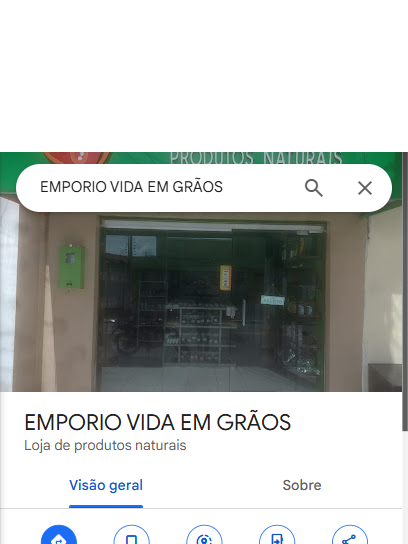 PRODUTOS NATURAIS
EMPORIO VIDA EM GRÃOS
EMPORIO VIDA EM GRÃOS
Loja de produtos naturais
Visão geral
Sobre